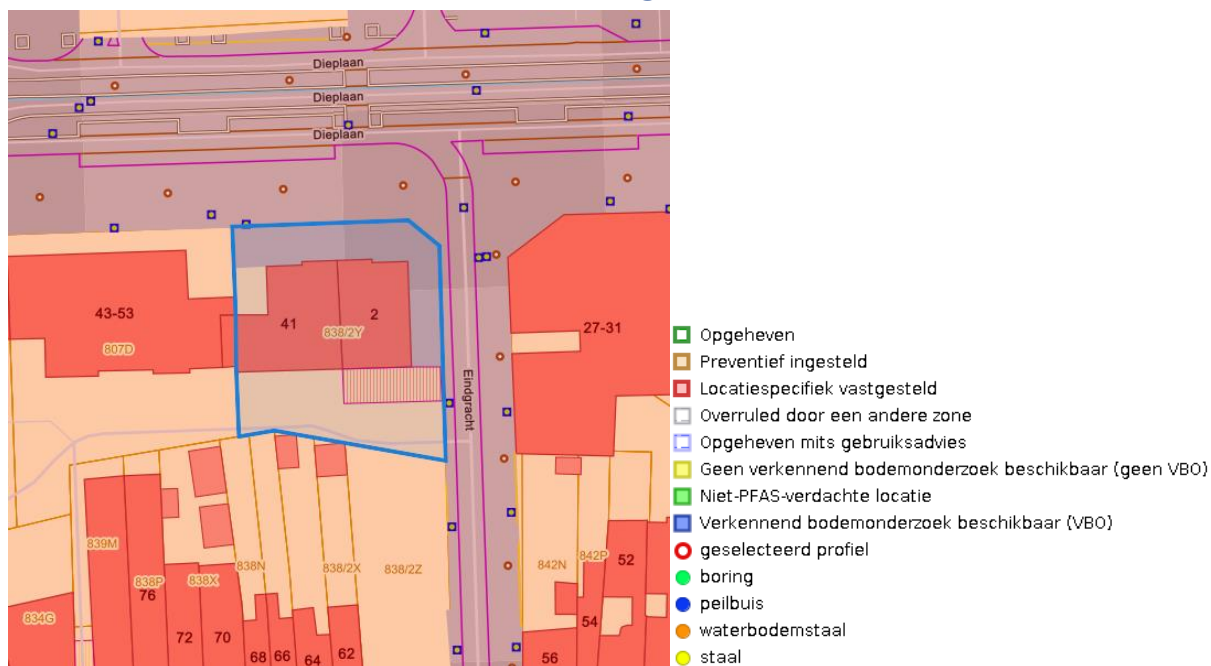 Dieplaan
Dieplaan
Dieplaan
43-53
807D
41
2
838/2Y
27-31
Eindgracht
839M
838P
838X
838N
838/2X
838/2Z
842N
842P
834G
76
72
70
68
66
64
62
52
54
56
Opgeheven
Preventief ingesteld
Locatiespecifiek vastgesteld
Overruled door een andere zone
Opgeheven mits gebruiksadvies
Geen verkennend bodemonderzoek beschikbaar (geen VBO)
Niet-PFAS-verdachte locatie
Verkennend bodemonderzoek beschikbaar (VBO)
geselecteerd profiel
boring
peilbuis
waterbodemstaal
staal